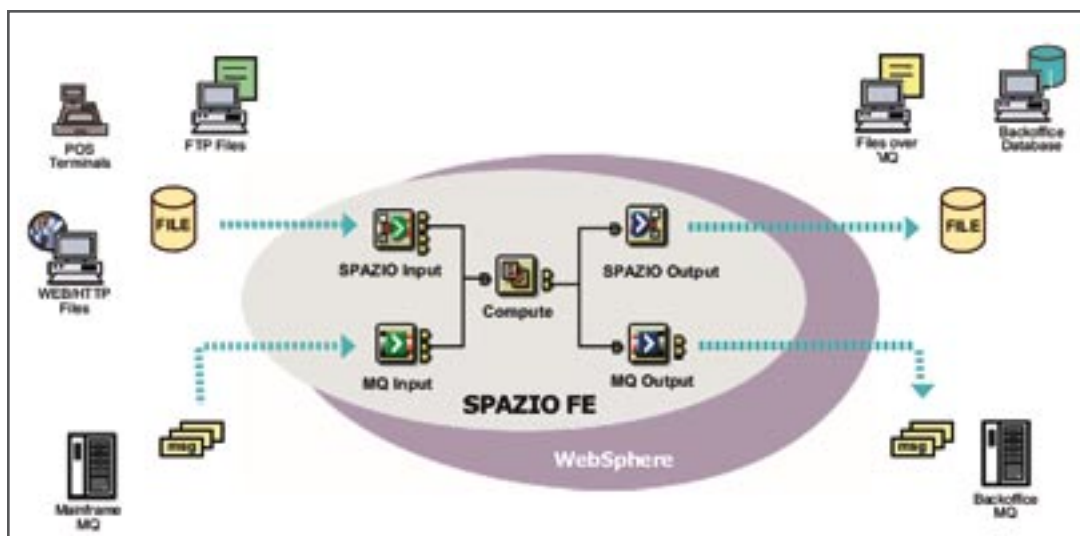 POS
Terminals
FTP Files
Files over
MQ
Backoffice
Database
FILE
FILE
WEB/HTTP
Files
SPAZIO Input
SPAZIO Output
Compute
MQ Input
MQ Output
SPAZIO FE
WebSphere
msg
msg
Mainframe
MQ
Backoffice
MQ